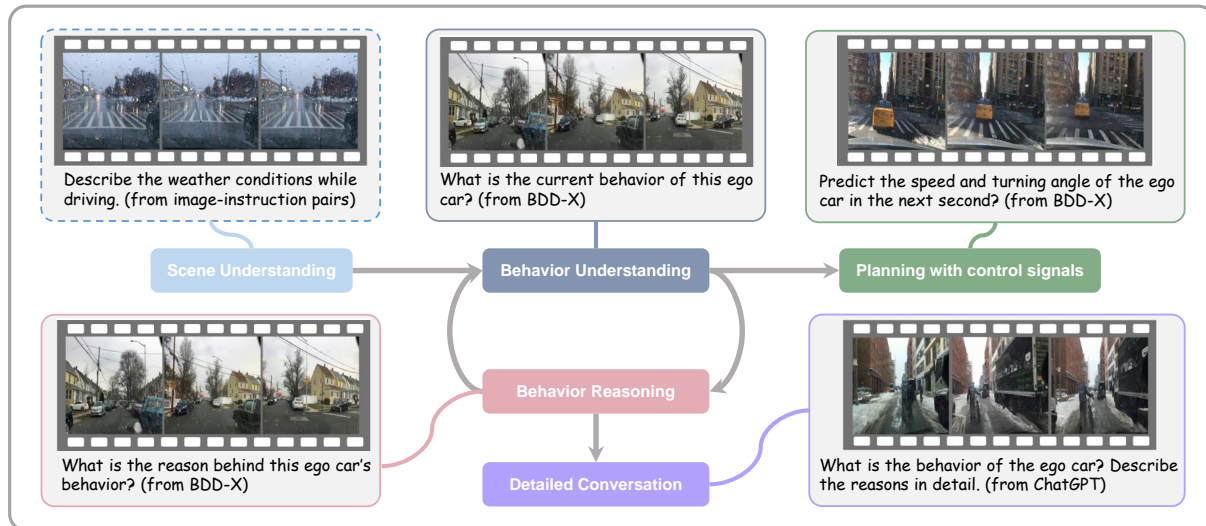 Describe the weather conditions while
driving. (from image-instruction pairs)
What is the current behavior of this ego
car? (from BDD-X)
Predict the speed and turning angle of the ego
car in the next second? (from BDD-X)
Scene Understanding
Behavior Understanding
Planning with control signals
Behavior Reasoning
What is the reason behind this ego car's
behavior? (from BDD-X)
Detailed Conversation
What is the behavior of the ego car? Describe
the reasons in detail. (from ChatGPT)